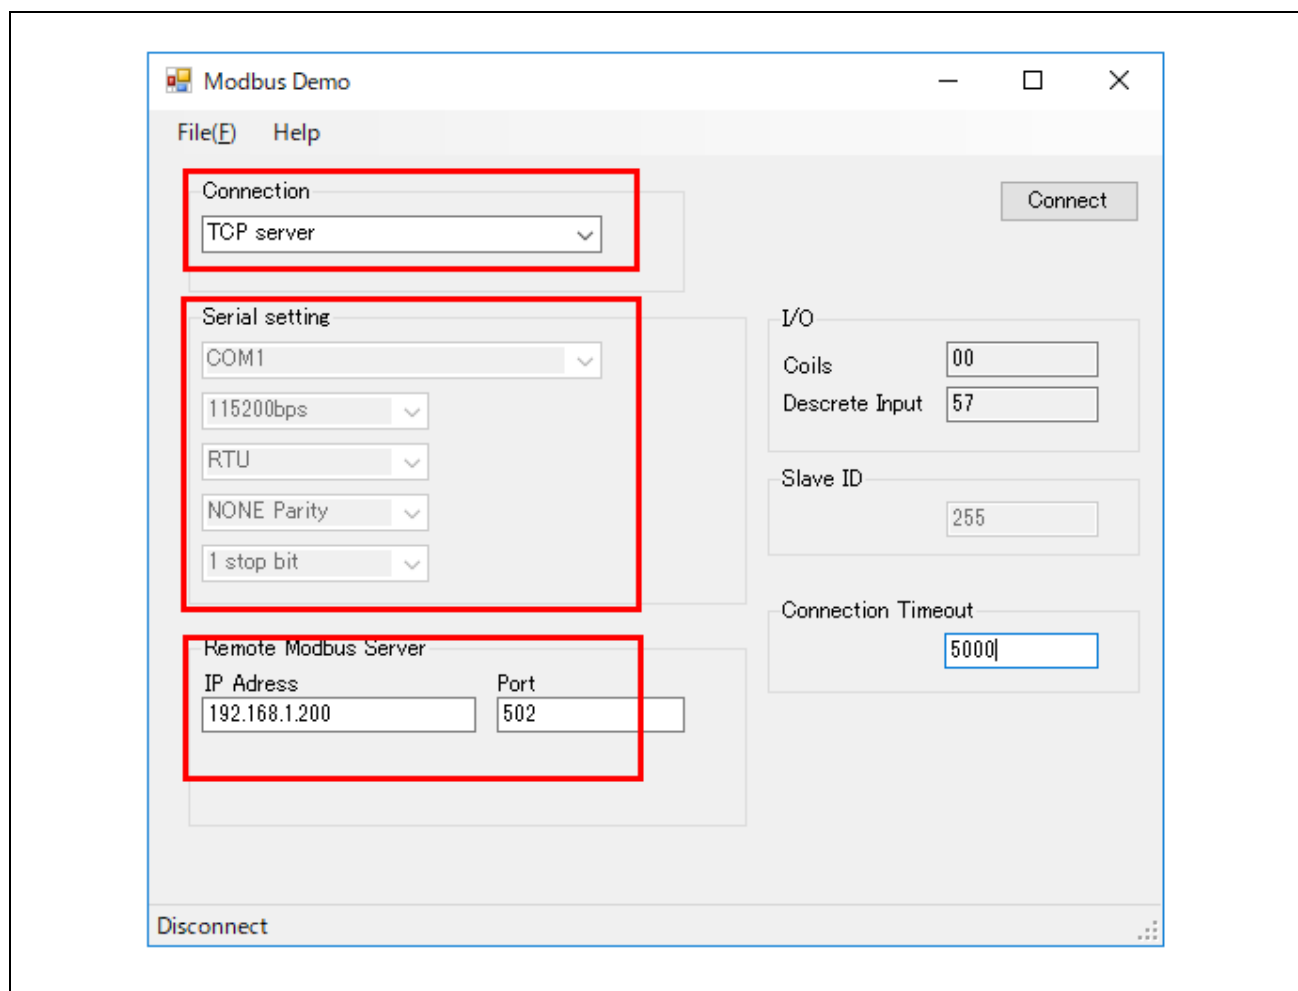 Modbus Demo
File(F) Help
Connection
TCP server
Connect
Serial setting
COM1
115200bps
RTU
NONE Parity
1 stop bit
I/O
Coils 00
Descrete Input 57
Slave ID
255
Connection Timeout
5000
Remote Modbus Server
IP Adress Port
192.168.1.200 502
Disconnect